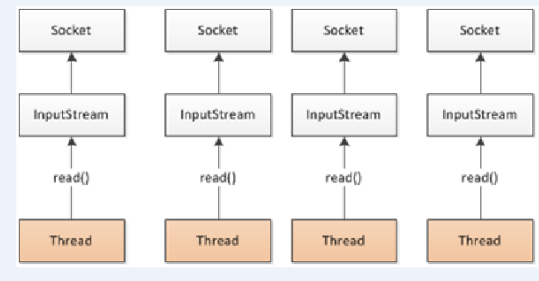 Socket Socket Socket Socket
InputStream InputStream InputStream InputStream
read() read() read() read()
Thread Thread Thread Thread